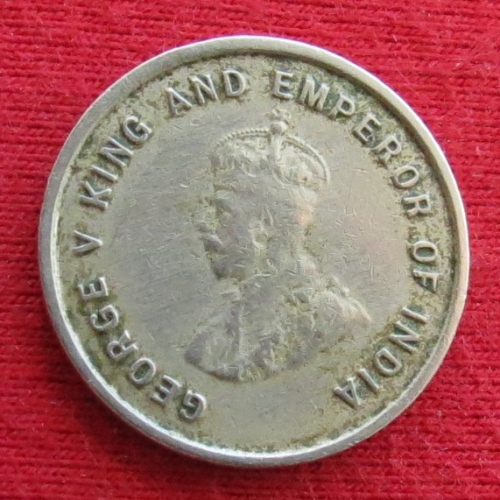 GEORGE V KING AND EMPEROR OF INDIA